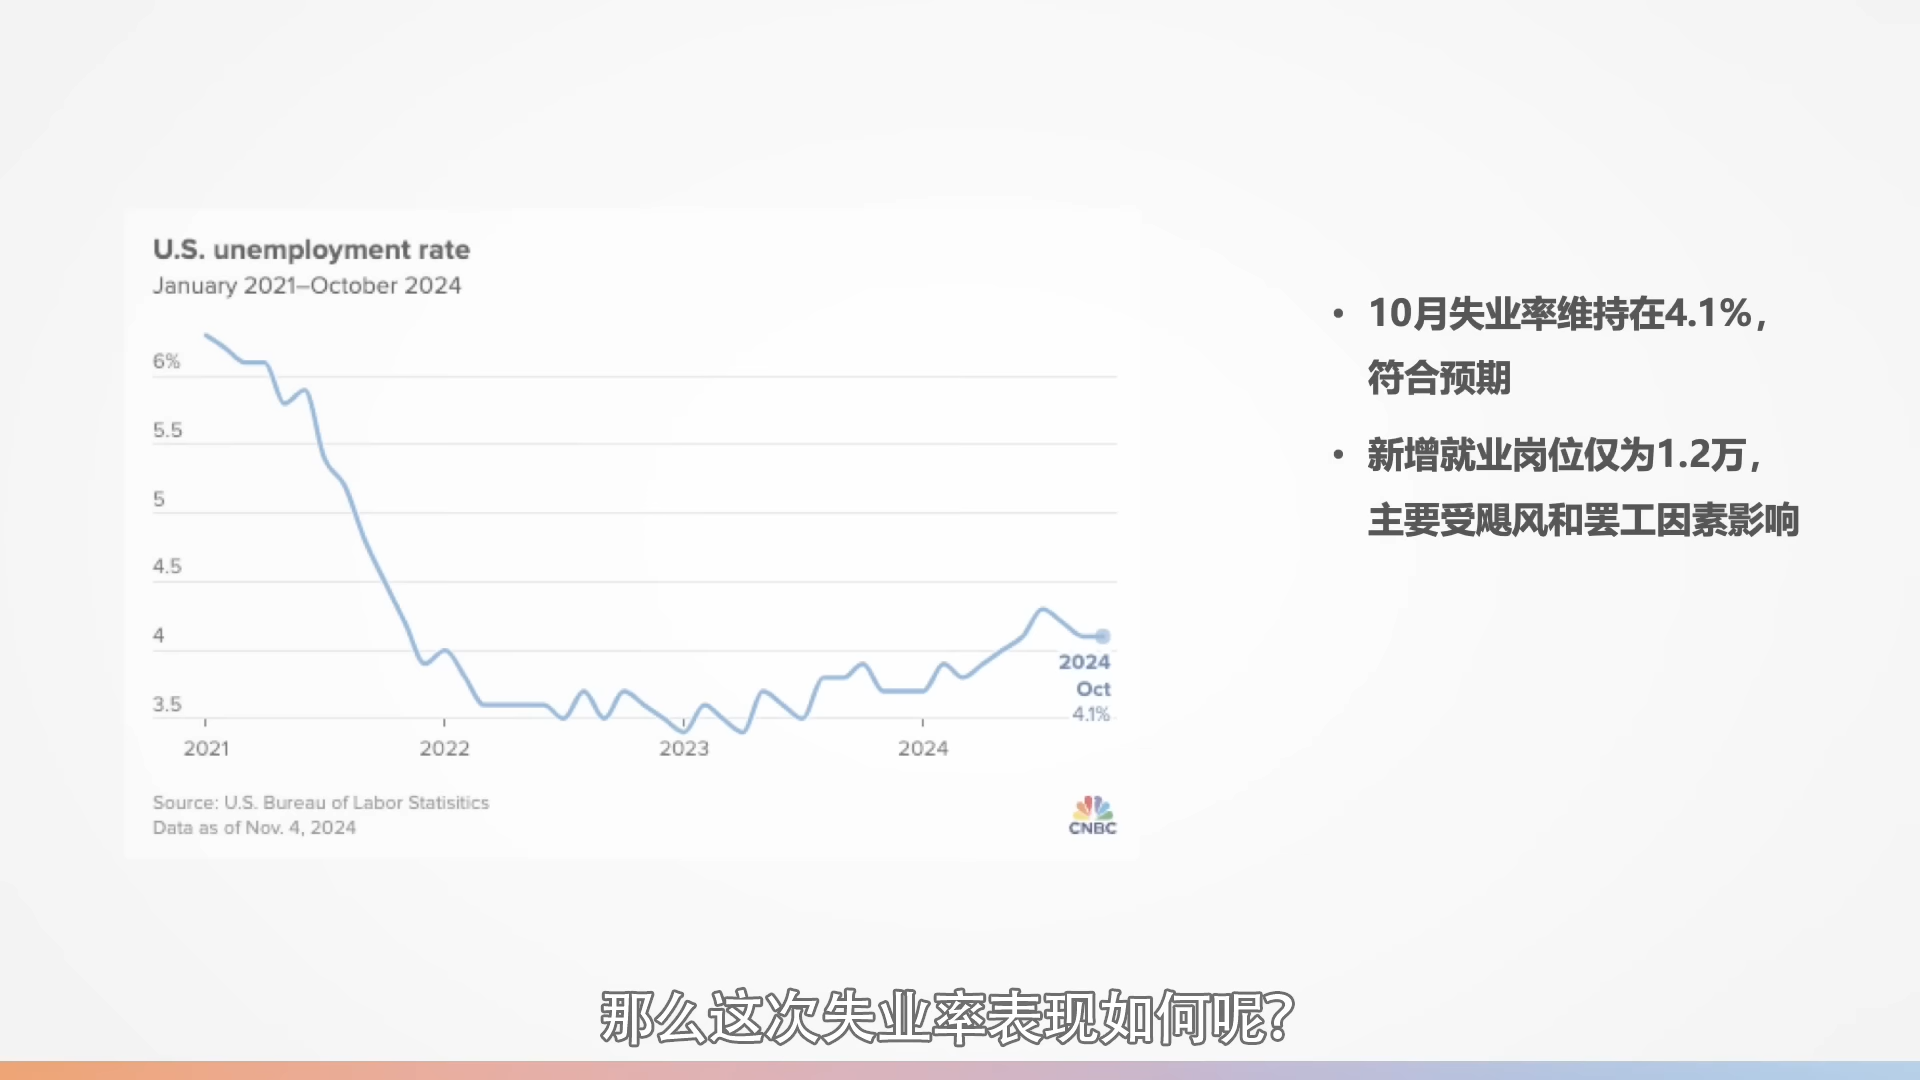 U.S. unemployment rate
January 2021–October 2024
6%
5.5
5
4.5
4
3.5
2021
2022
2023
2024
2024
Oct
4.1%
Source: U.S. Bureau of Labor Statisitics
Data as of Nov. 4, 2024
CNBC
• 10月失业率维持在4.1%，
符合预期
• 新增就业岗位仅为1.2万，
主要受飓风和罢工因素影响
那么这次失业率表现如何呢？